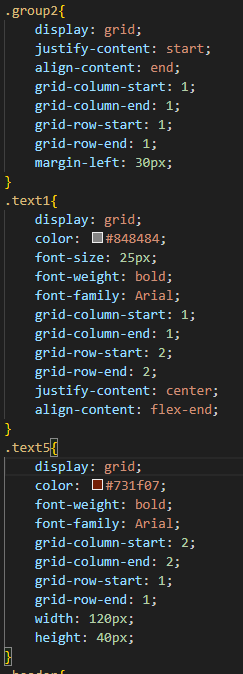 .group2{
display: grid;
justify-content: start;
align-content: end;
grid-column-start: 1;
grid-column-end: 1;
grid-row-start: 1;
grid-row-end: 1;
margin-left: 30px;
}
.text1{
display: grid;
color: #848484;
font-size: 25px;
font-weight: bold;
font-family: Arial;
grid-column-start: 1;
grid-column-end: 1;
grid-row-start: 2;
grid-row-end: 2;
justify-content: center;
align-content: flex-end;
}
.text5{
display: grid;
color: #731f07;
font-weight: bold;
font-family: Arial;
grid-column-start: 2;
grid-column-end: 2;
grid-row-start: 1;
grid-row-end: 1;
width: 120px;
height: 40px;
}
.header{